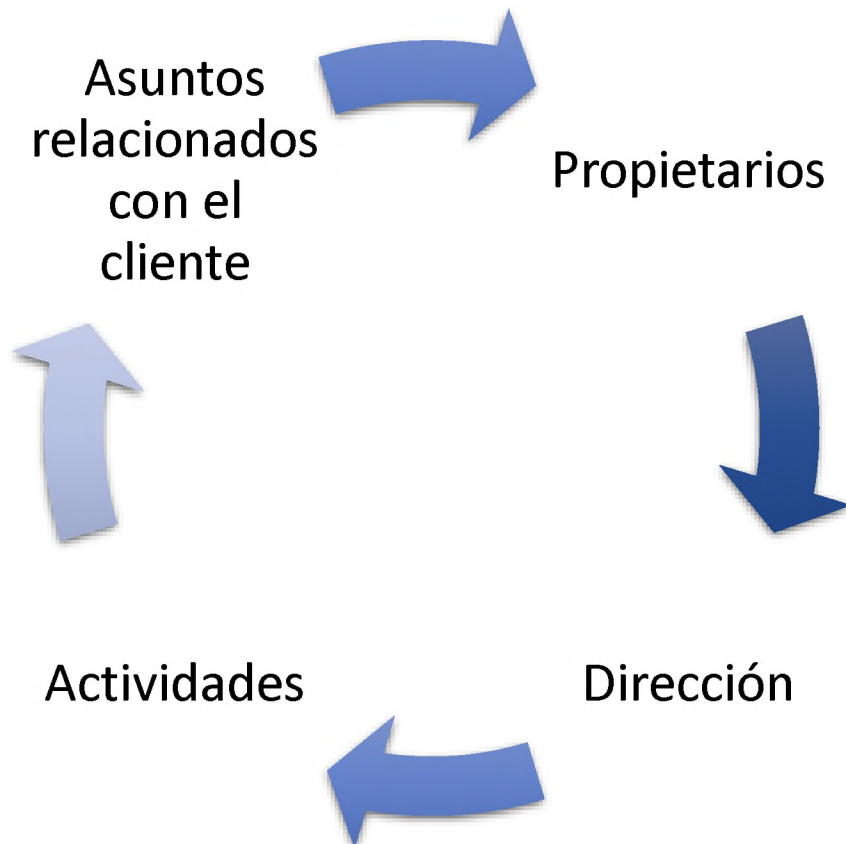 Asuntos
relacionados
con el
cliente
Propietarios
Dirección
Actividades